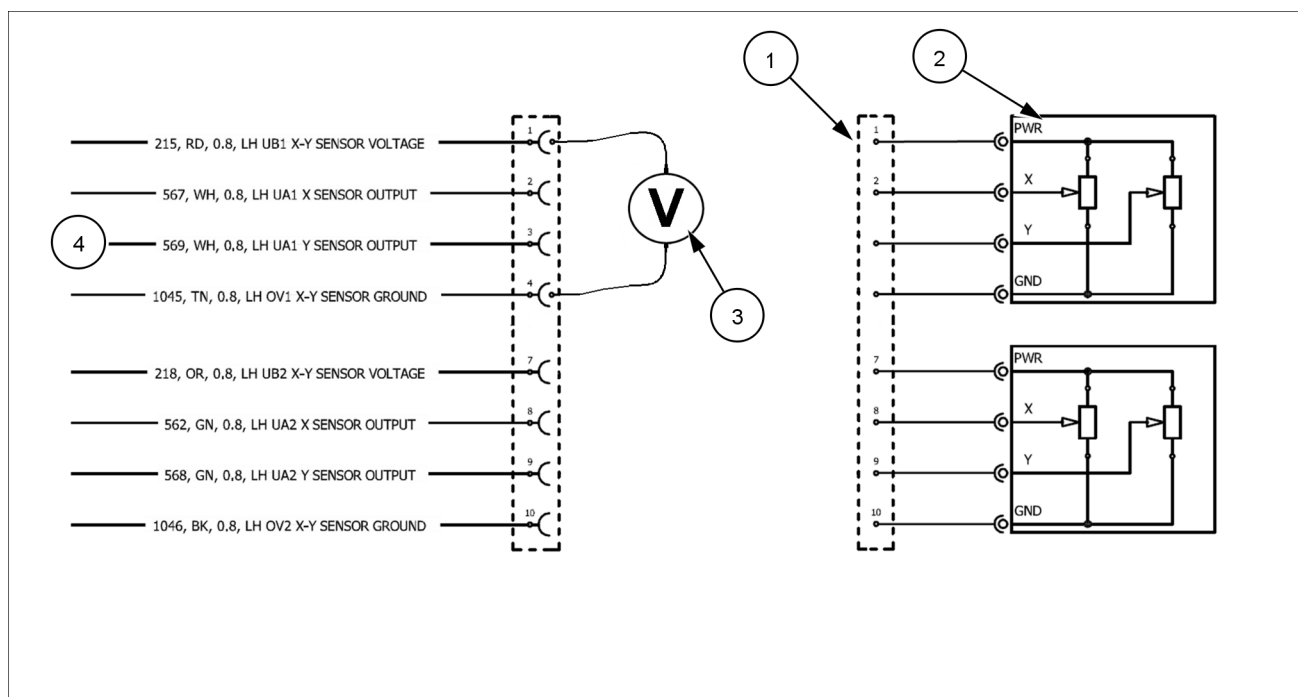 1
2
215, RD, 0.8, LH UB1 X-Y SENSOR VOLTAGE
1
1
PWR
567, WH, 0.8, LH UA1 X SENSOR OUTPUT
2
V
2
X
4
569, WH, 0.8, LH UA1 Y SENSOR OUTPUT
3
Y
1045, TN, 0.8, LH OV1 X-Y SENSOR GROUND
4
GND
3
218, OR, 0.8, LH UB2 X-Y SENSOR VOLTAGE
7
7
PWR
562, GN, 0.8, LH UA2 X SENSOR OUTPUT
8
8
X
568, GN, 0.8, LH UA2 Y SENSOR OUTPUT
9
9
Y
1046, BK, 0.8, LH OV2 X-Y SENSOR GROUND
10
10
GND